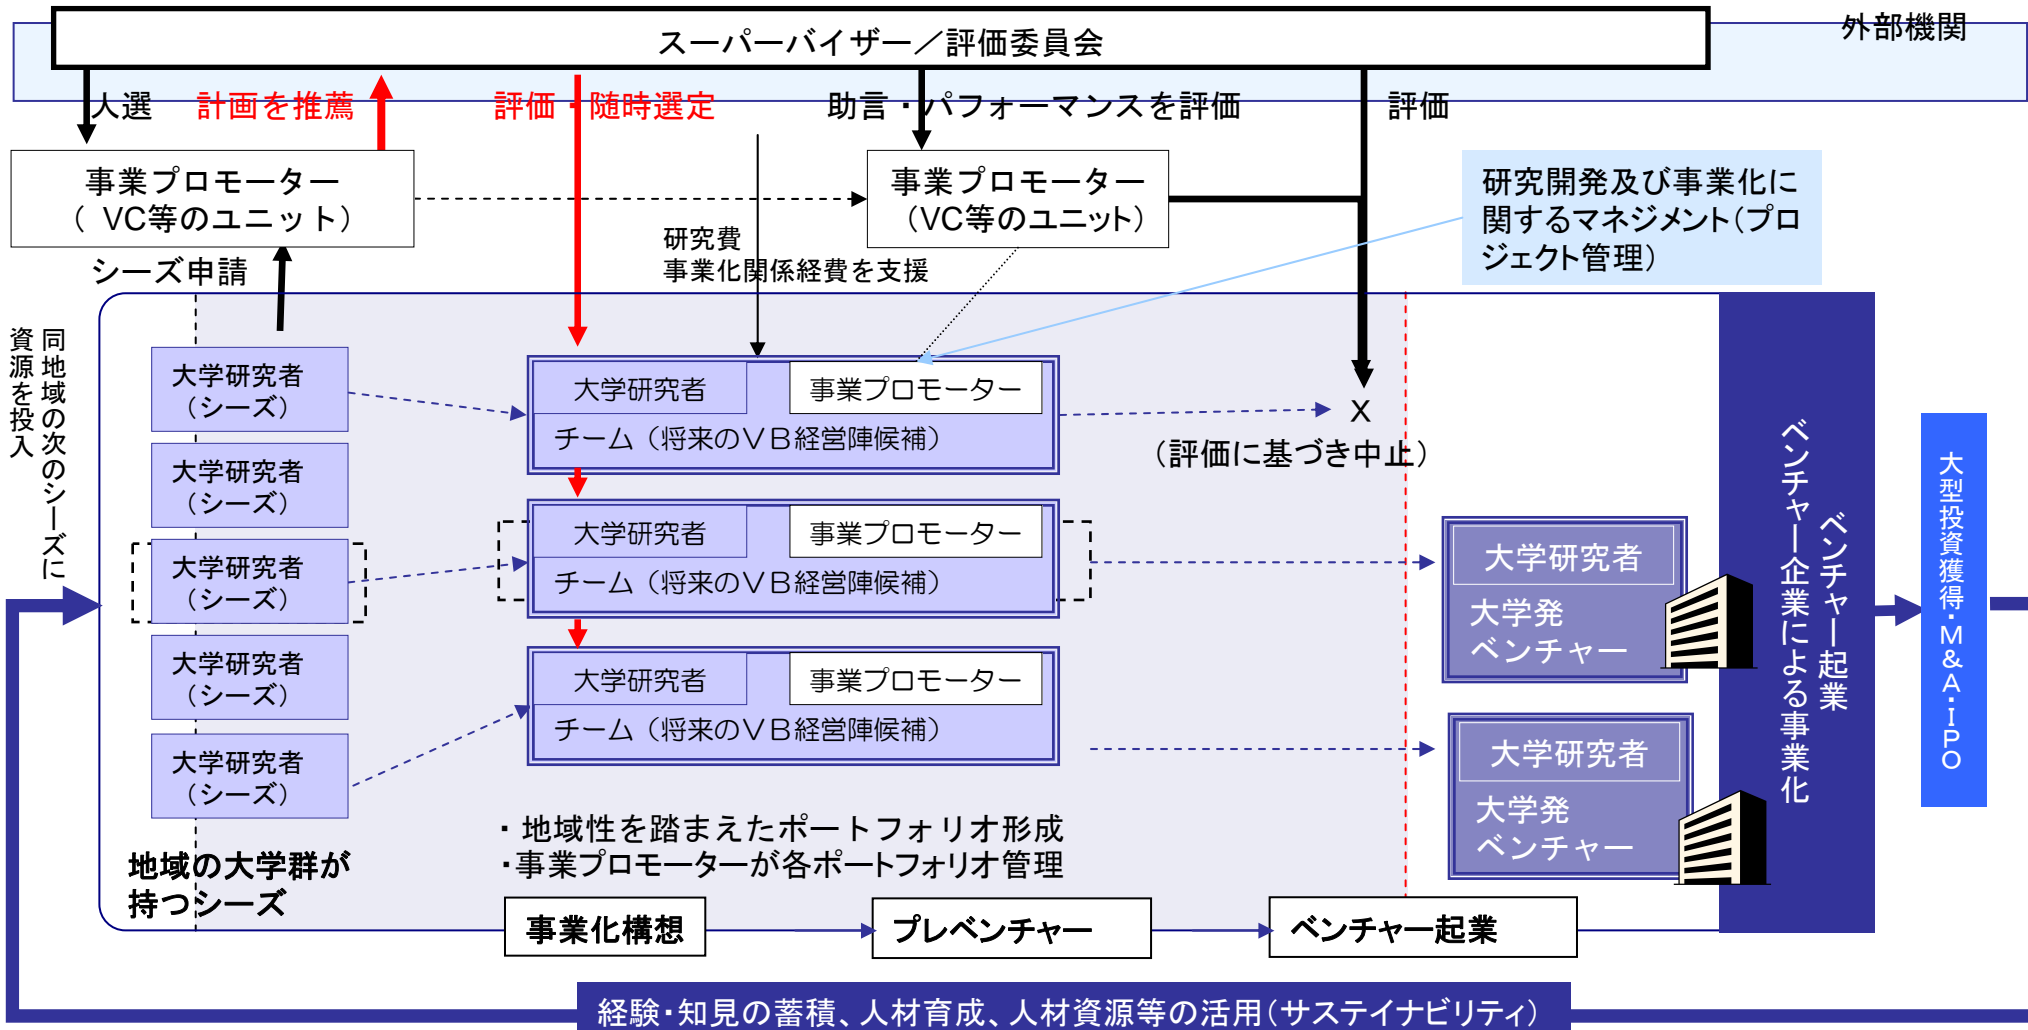 外部機関
スーパーバイザー／評価委員会
人選
計画を推薦
評価・随時選定
助言・パフォーマンスを評価
評価
事業プロモーター
（ VC等のユニット）
事業プロモーター
（VC等のユニット）
研究開発及び事業化に
関するマネジメント（プロ
ジェクト管理）
研究費
事業化関係経費を支援
シーズ申請
同地域の次のシーズに
資源を投入
大学研究者
（シーズ）
大学研究者
（シーズ）
大学研究者
（シーズ）
大学研究者
（シーズ）
大学研究者
（シーズ）
大学研究者
事業プロモーター
チーム（将来のＶＢ経営陣候補）
大学研究者
事業プロモーター
チーム（将来のＶＢ経営陣候補）
大学研究者
事業プロモーター
チーム（将来のＶＢ経営陣候補）
X
（評価に基づき中止）
大学研究者
大学発
ベンチャー
大学研究者
大学発
ベンチャー
ベンチャー起業
ベンチャー企業による事業化
大型投資獲得・Ｍ＆Ａ・ＩＰＯ
・地域性を踏まえたポートフォリオ形成
・事業プロモーターが各ポートフォリオ管理
地域の大学群が
持つシーズ
事業化構想
プレベンチャー
ベンチャー起業
経験・知見の蓄積、人材育成、人材資源等の活用（サステイナビリティ）